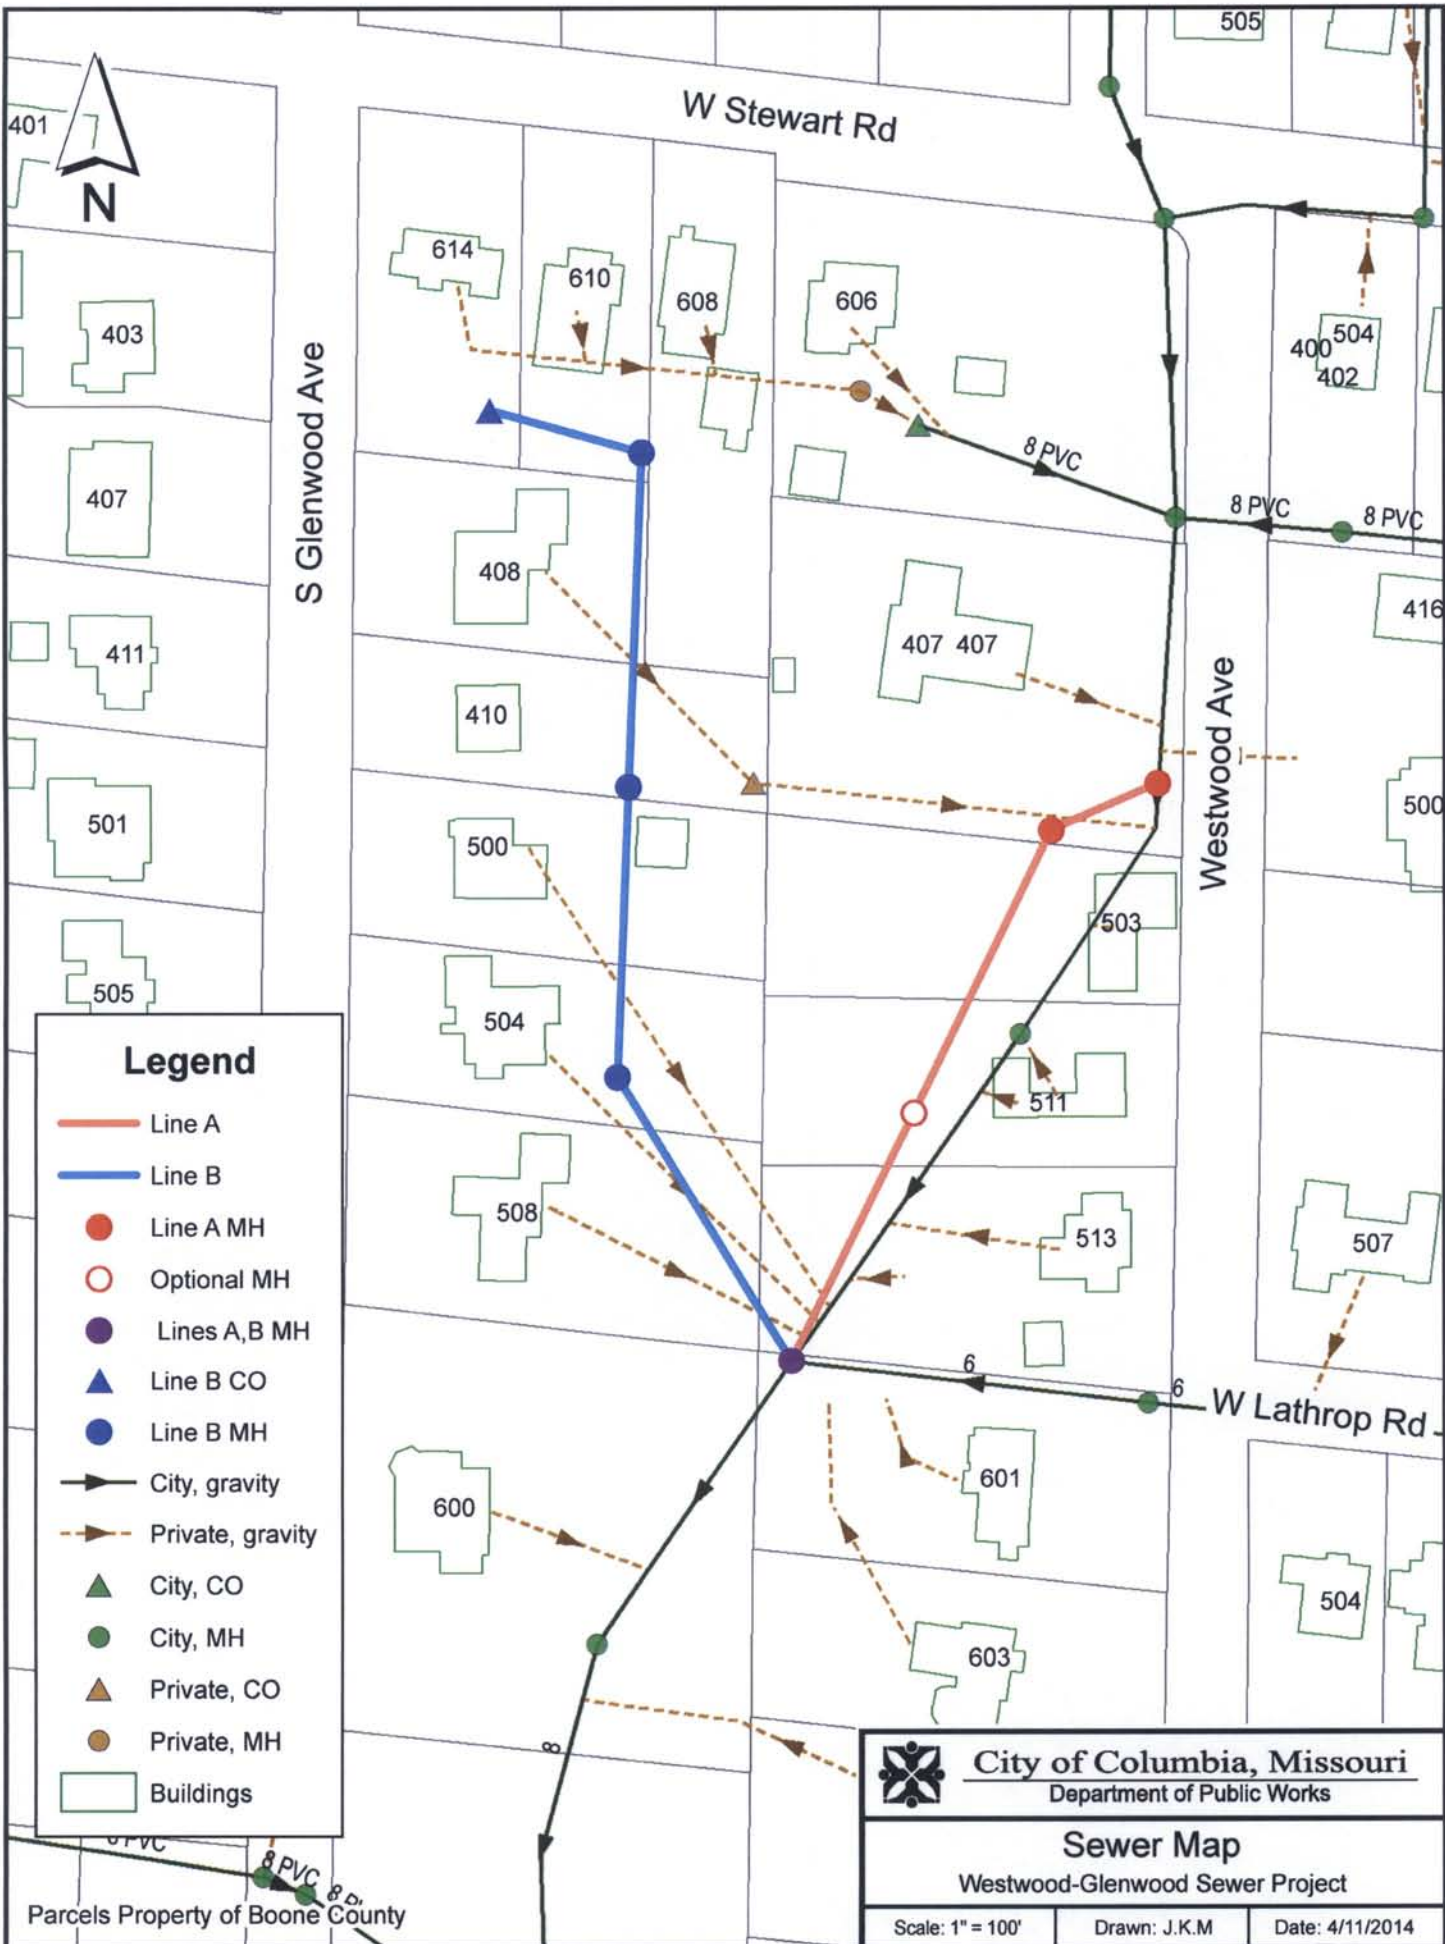 505
W Stewart Rd
401
N
614
610
608
606
403
504
400
402
S Glenwood Ave
8 PVC
8 PVC
8 PVC
407
408
416
407 407
411
410
Westwood Ave
501
500
500
503
505
504
511
508
513
507
6
6
W Lathrop Rd
600
601
504
603
8
Legend
Line A
Line B
Line A MH
Optional MH
Lines A,B MH
Line B CO
Line B MH
City, gravity
Private, gravity
City, CO
City, MH
Private, CO
Private, MH
Buildings
8 PVC
8 PVC
Parcels Property of Boone County
City of Columbia, Missouri
Department of Public Works
Sewer Map
Westwood-Glenwood Sewer Project
Scale: 1" = 100'
Drawn: J.K.M
Date: 4/11/2014